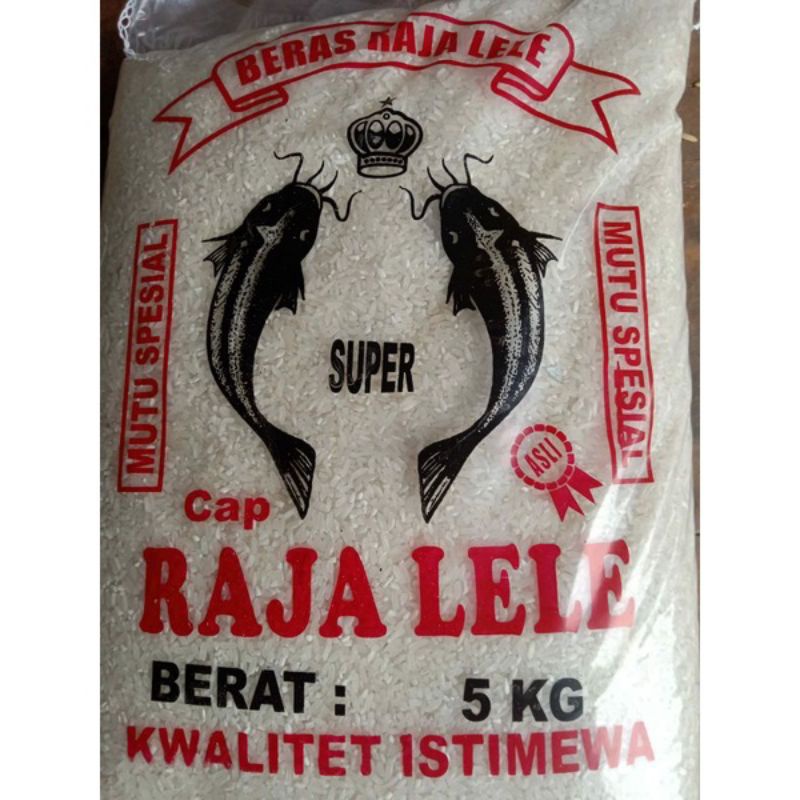 BERAS RAJA LELE
MUTU SPESIAL
SUPER
MUTU SPESIAL
ASLI
Cap
RAJA LELE
BERAT : 5 KG
KWALITET ISTIMEWA